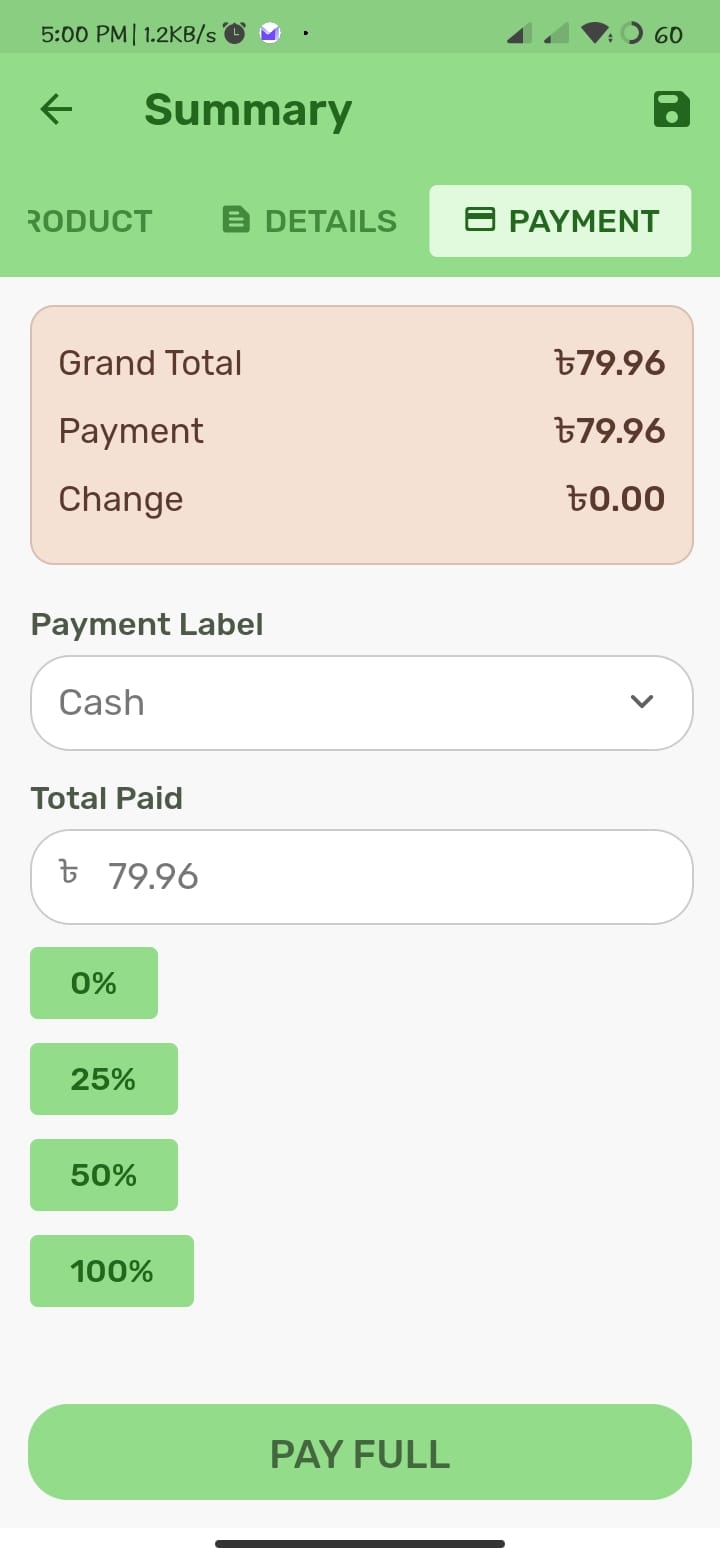 5:00 PM | 1.2KB/s 60
Summary
RODUCT DETAILS PAYMENT
Grand Total ৳79.96
Payment ৳79.96
Change ৳0.00
Payment Label
Cash
Total Paid
৳ 79.96
0%
25%
50%
100%
PAY FULL